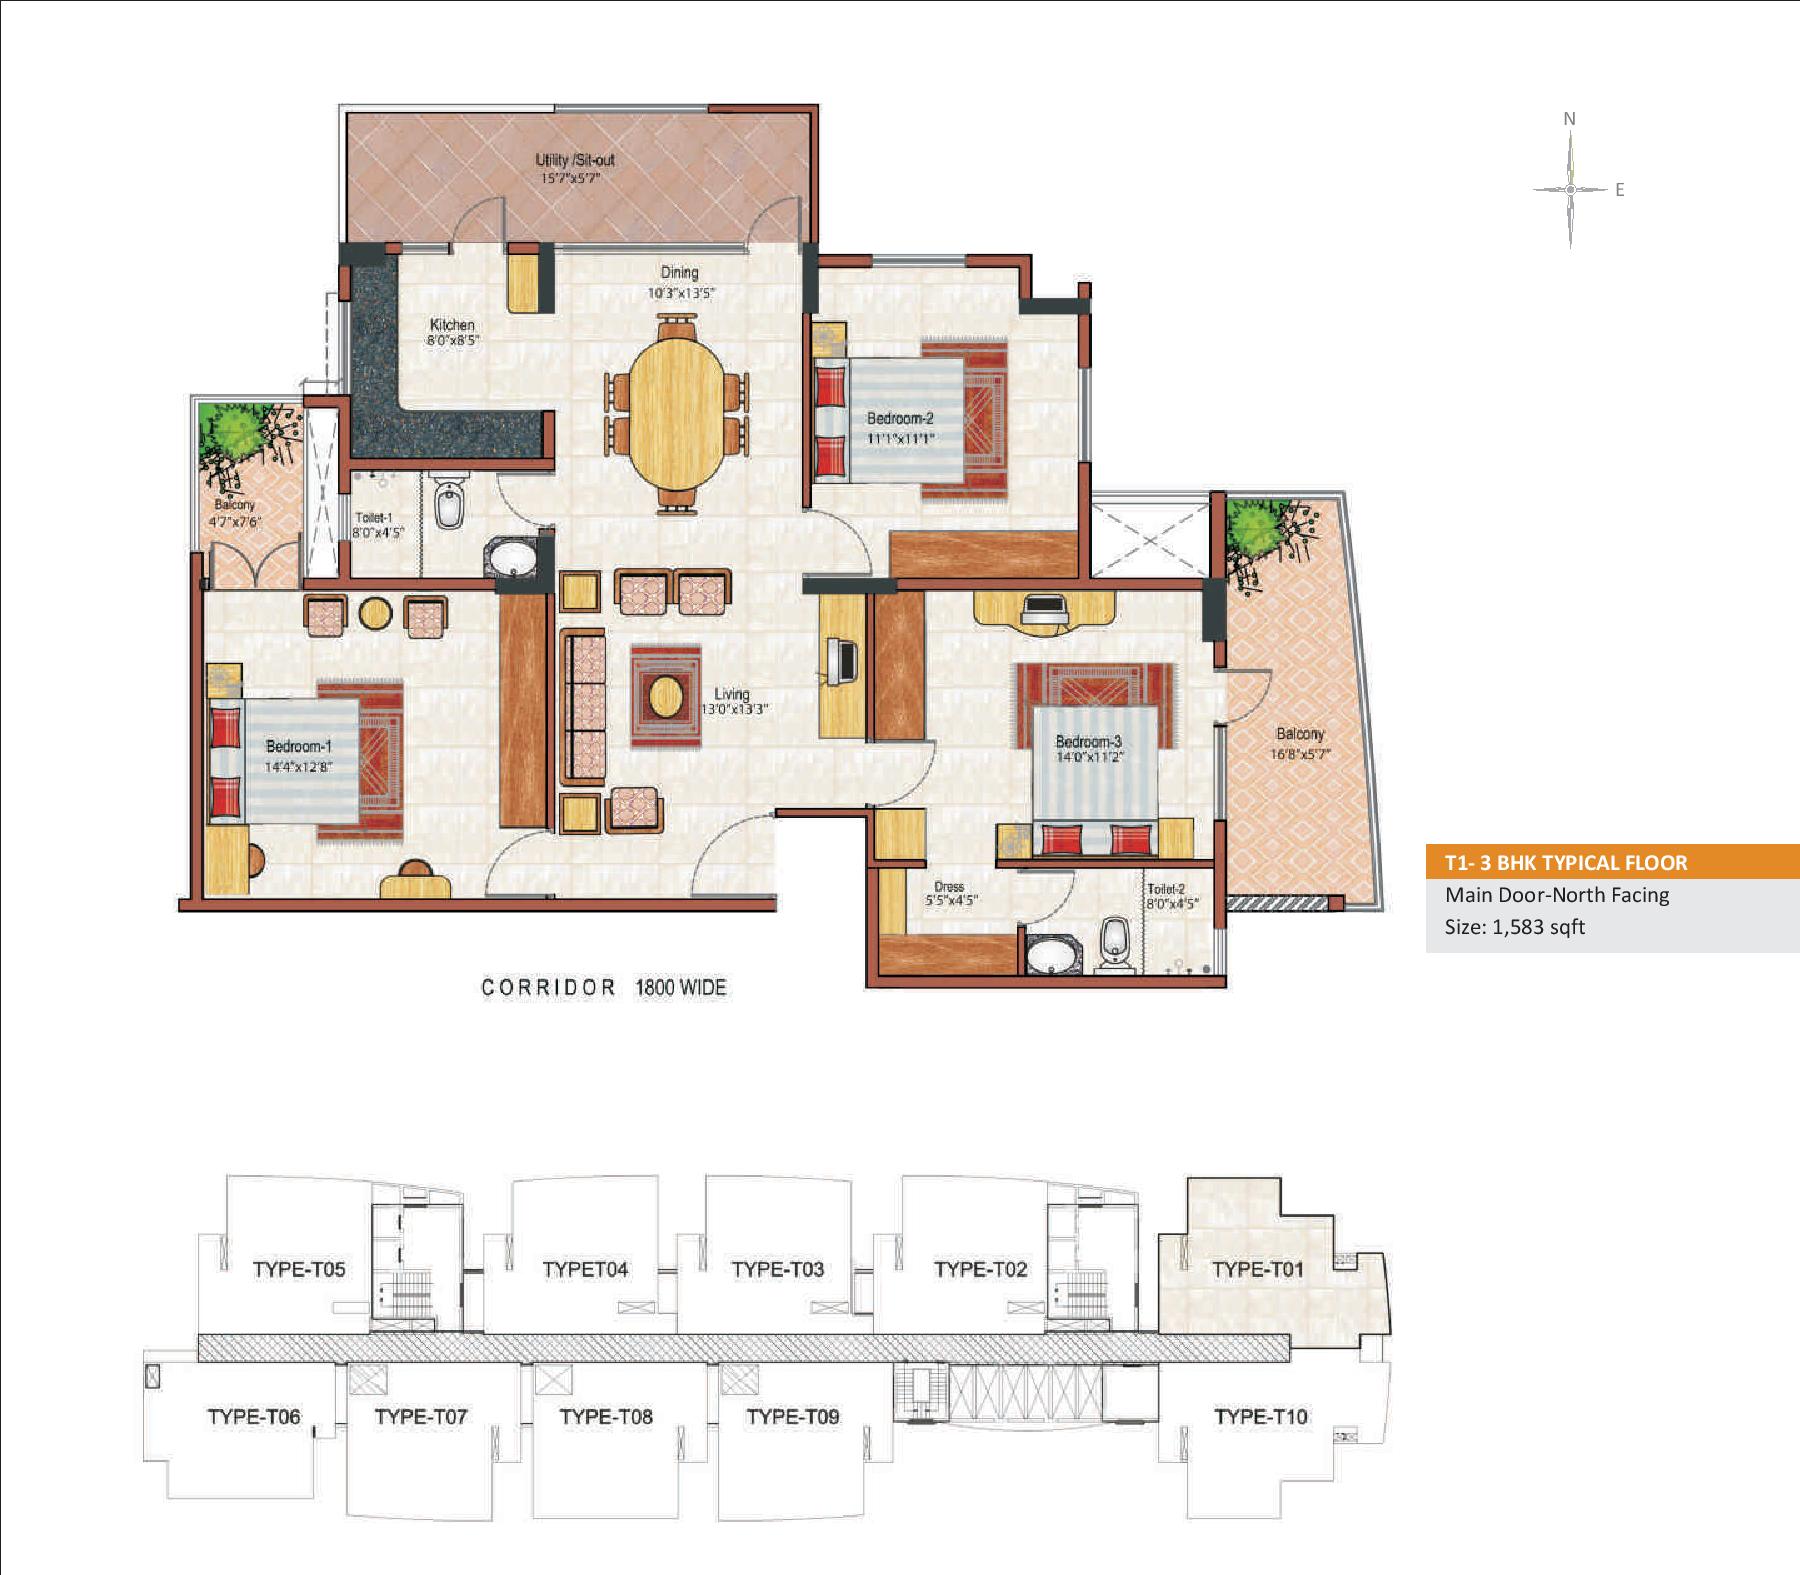 N
E
Utility /Sit-out
15'7"x5'7"
Dining
10'3"x13'5"
Kitchen
8'0"x8'5"
Bedroom-2
11'1"x11'1"
Balcony
4'7"x7'6"
Toilet-1
8'0"x4'5"
Living
13'0"x13'3"
Bedroom-1
14'4"x12'8"
Bedroom-3
14'0"x11'2"
Balcony
16'8"x5'7"
Dress
5'5"x4'5"
Toilet-2
8'0"x4'5"
T1- 3 BHK TYPICAL FLOOR
Main Door-North Facing
Size: 1,583 sqft
CORRIDOR 1800 WIDE
TYPE-T05
TYPET04
TYPE-T03
TYPE-T02
TYPE-T01
TYPE-T06
TYPE-T07
TYPE-T08
TYPE-T09
TYPE-T10